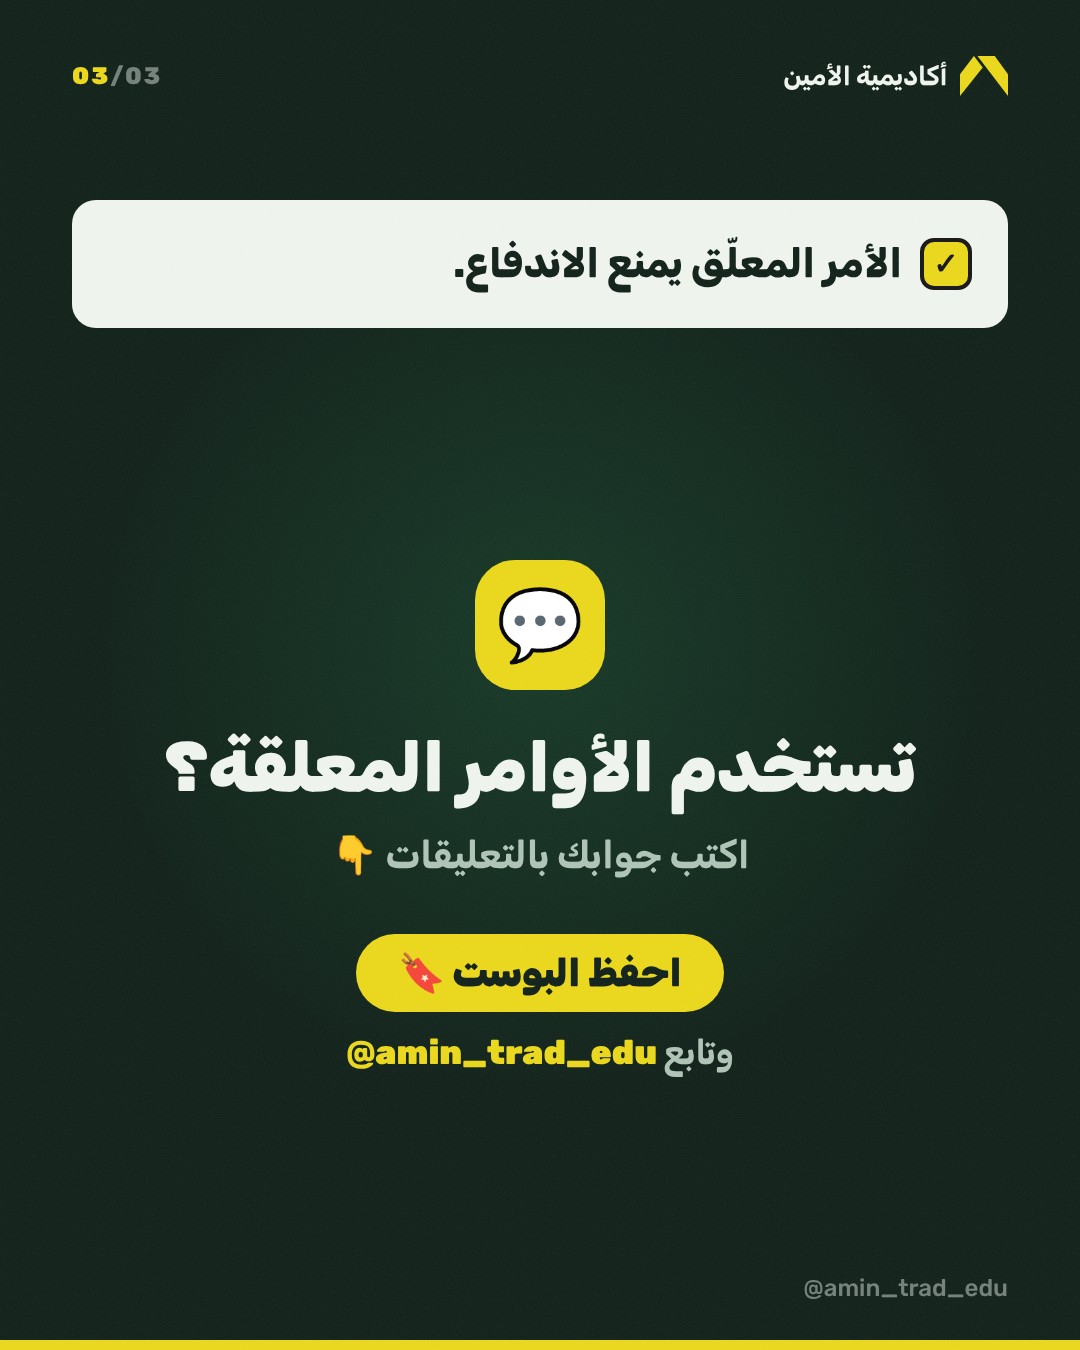 أكاديمية الأمين
03/03
✓ الأمر المعلّق يمنع الاندفاع.
تستخدم الأوامر المعلقة؟
اكتب جوابك بالتعليقات 👇
احفظ البوست 🔖
وتابع @amin_trad_edu
@amin_trad_edu